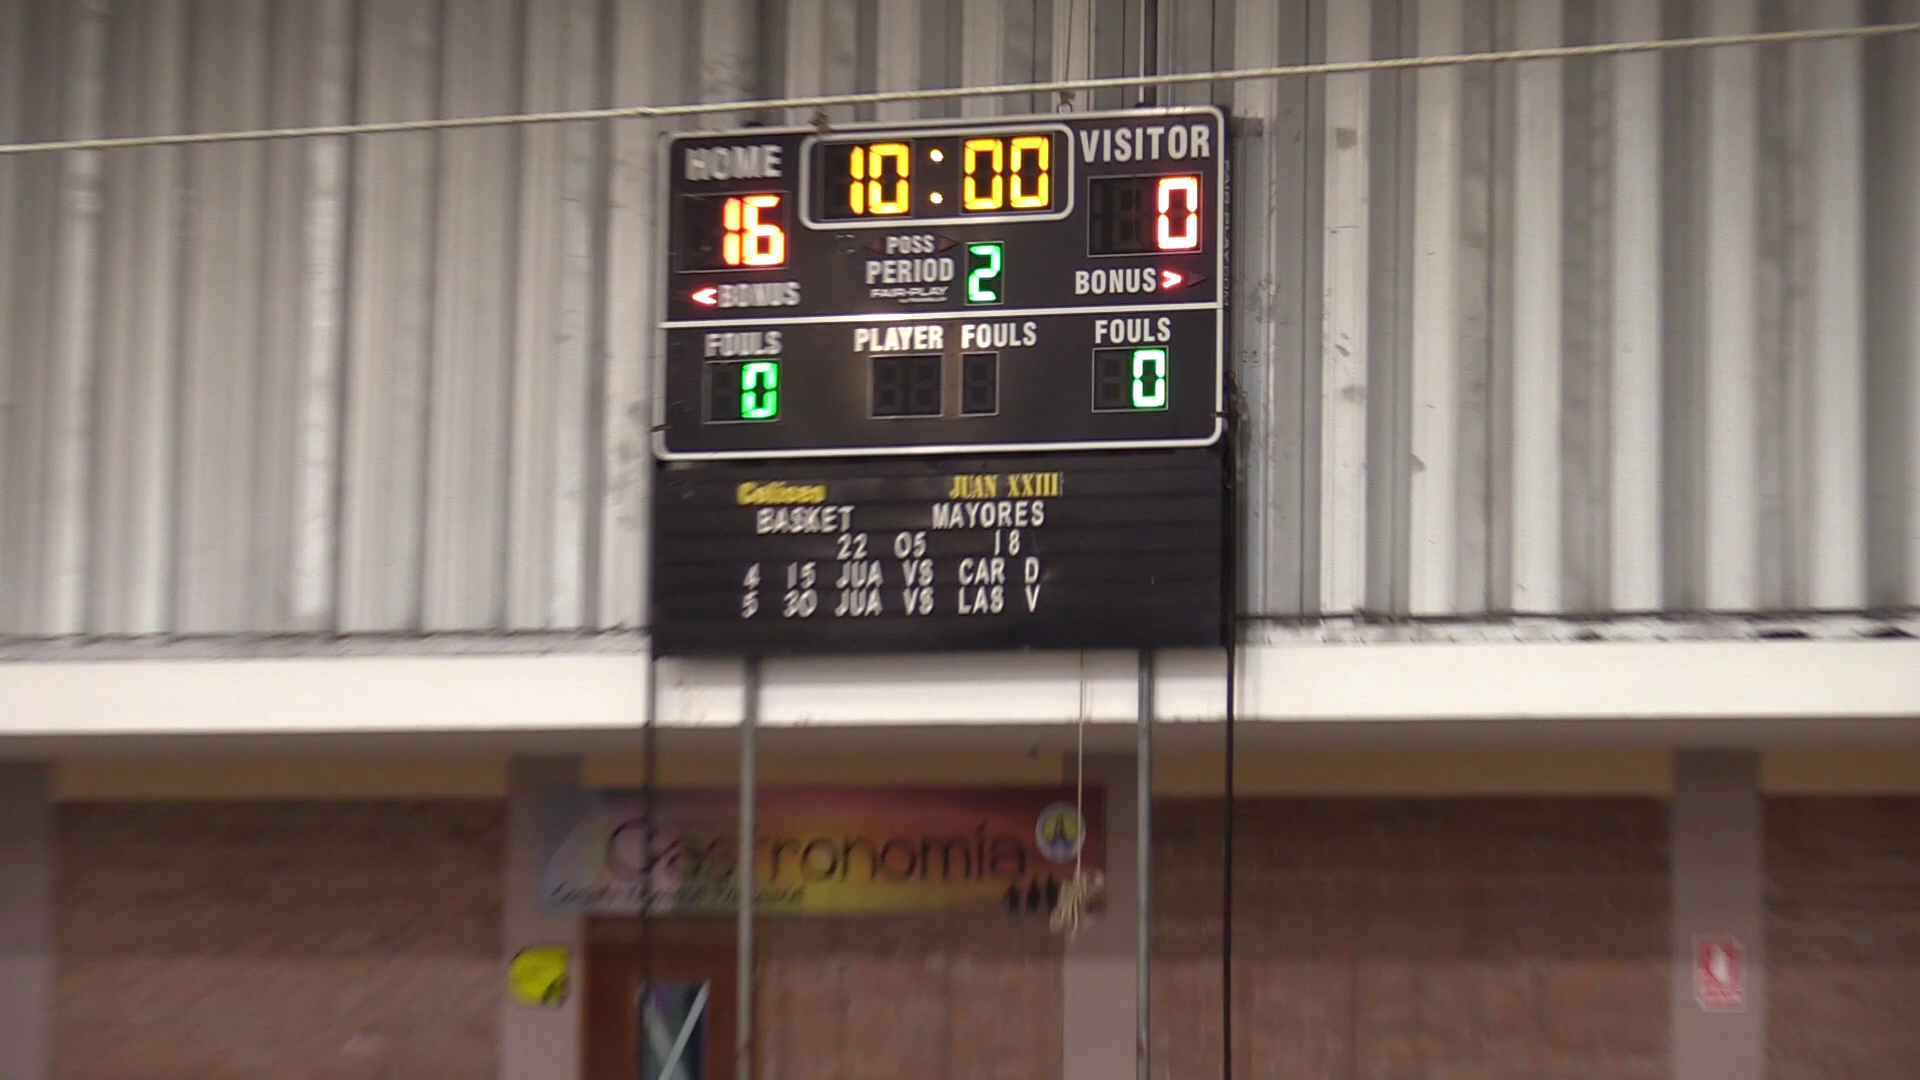 HOME 10:00 VISITOR
16 0
POSS
PERIOD 2
FAIR-PLAY
<BONUS BONUS>
FOULS PLAYER FOULS FOULS
0 0
Coliseo JUAN XXIII
BASKET MAYORES
22 05 18
4 15 JUA VS CAR D
5 30 JUA VS LAS V
Gastronomía